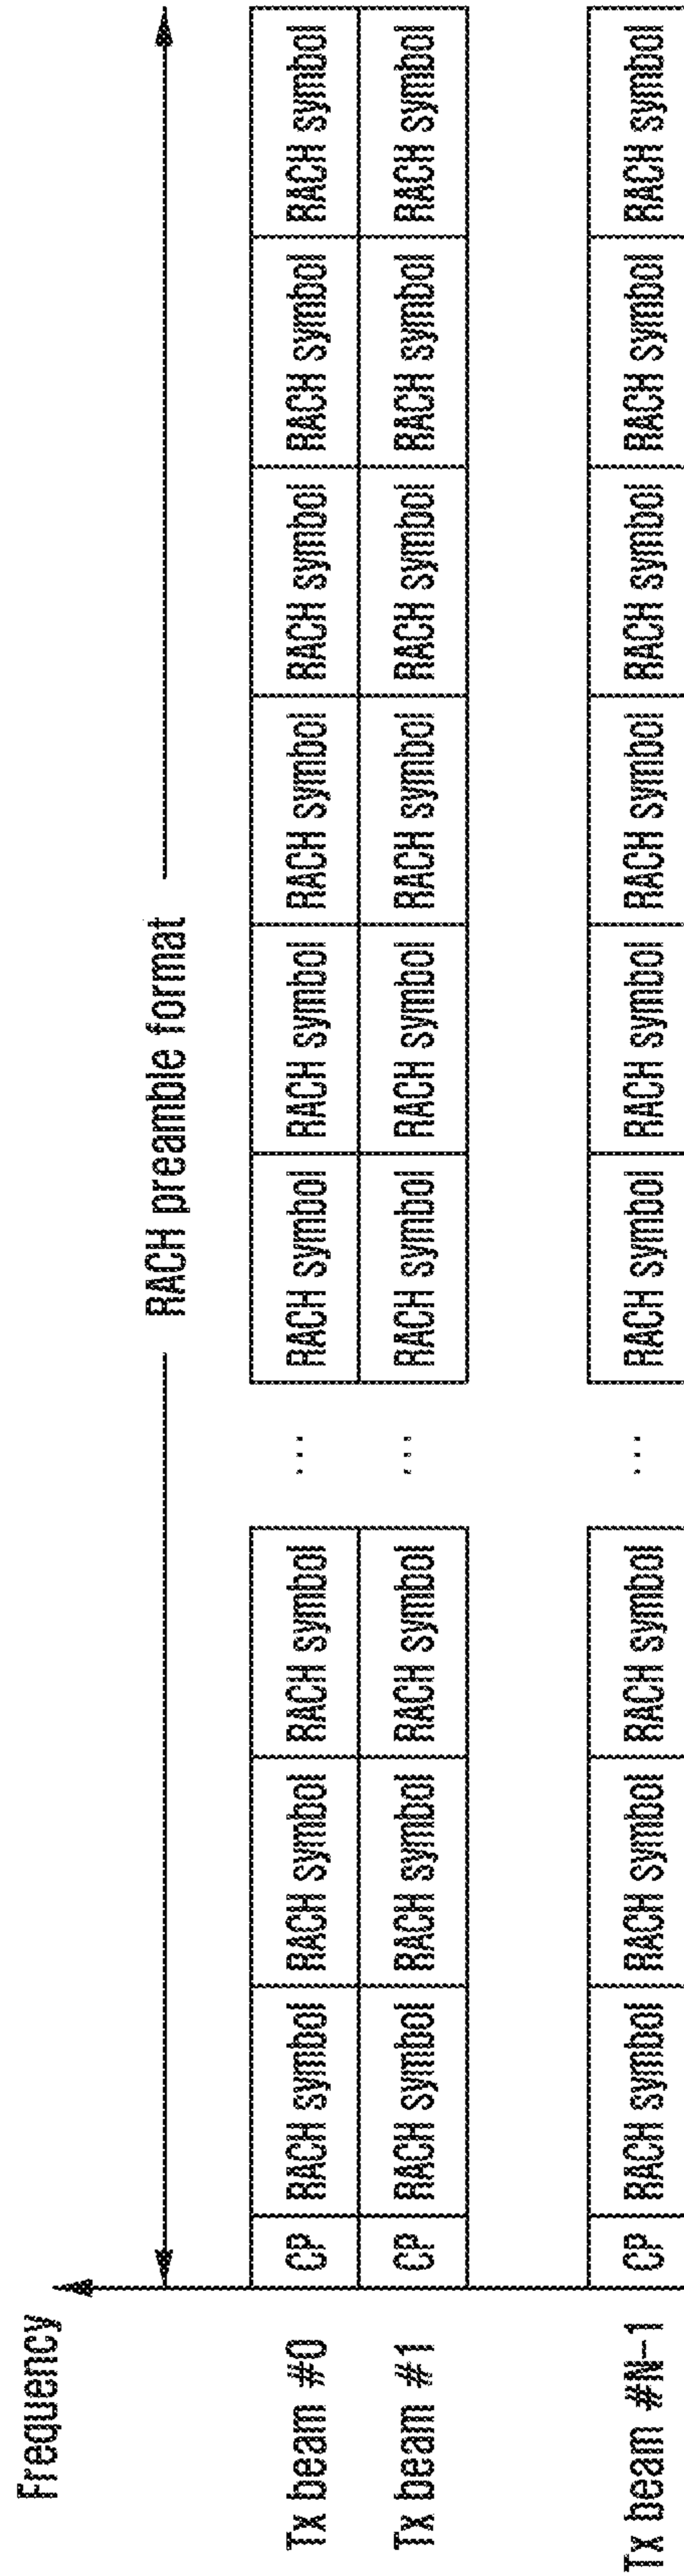 Frequency
RACH preamble format
Tx beam #0 CP RACH symbol RACH symbol RACH symbol ... RACH symbol RACH symbol RACH symbol RACH symbol RACH symbol RACH symbol
Tx beam #1 CP RACH symbol RACH symbol RACH symbol ... RACH symbol RACH symbol RACH symbol RACH symbol RACH symbol RACH symbol
Tx beam #N-1 CP RACH symbol RACH symbol RACH symbol ... RACH symbol RACH symbol RACH symbol RACH symbol RACH symbol RACH symbol